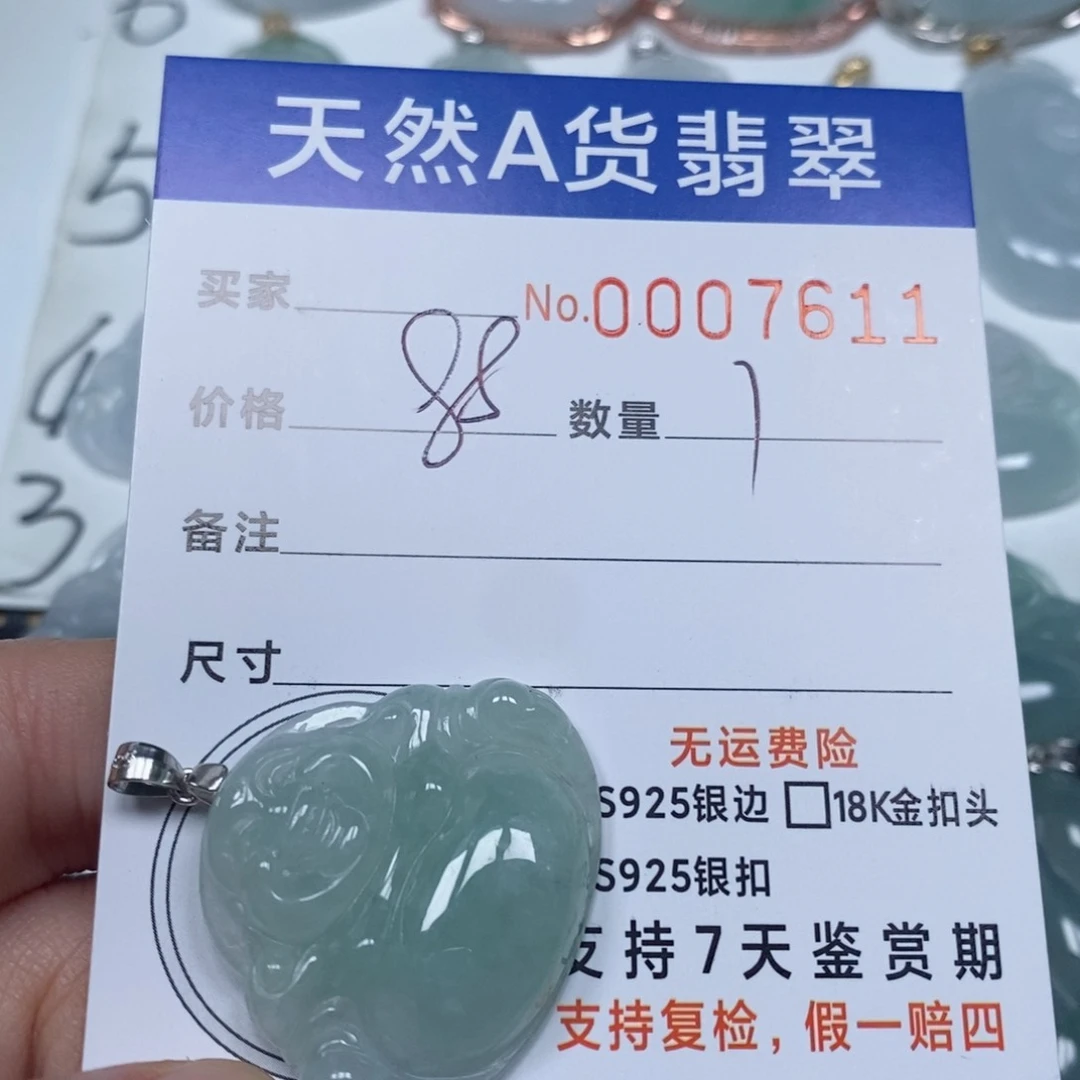 天然A货翡翠
买家 No.0007611
价格 88 数量 1
备注
尺寸
无运费险
S925银边 □18K金扣头
S925银扣
支持7天鉴赏期
支持复检，假一赔四
5
4
3